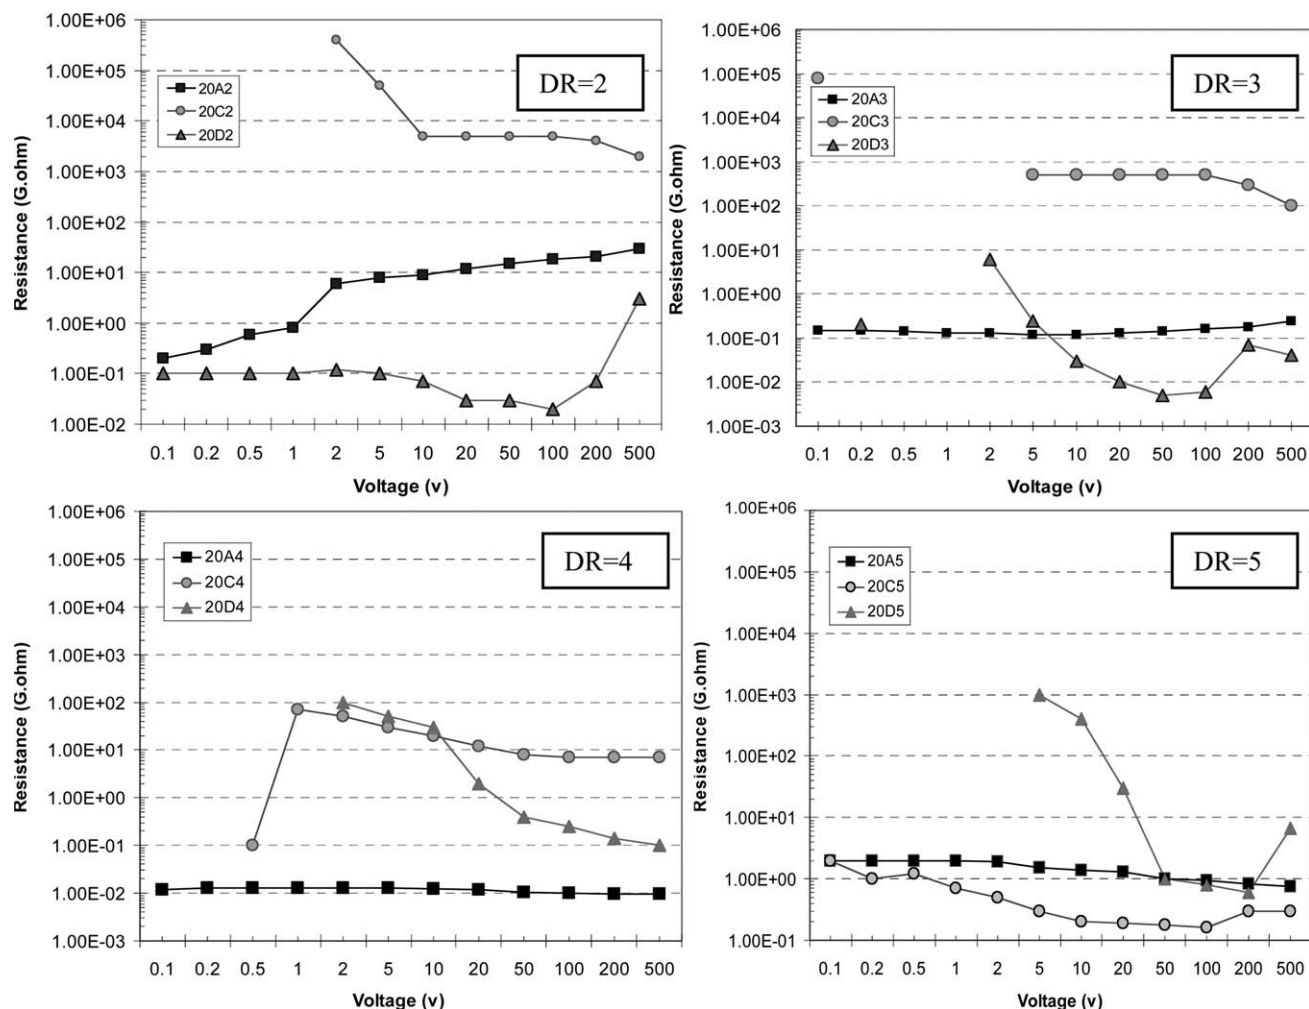 1.00E+06
1.00E+05
1.00E+04
1.00E+03
1.00E+02
1.00E+01
1.00E+00
1.00E-01
1.00E-02
Resistance (G.ohm)
20A2
20C2
20D2
DR=2
0.1 0.2 0.5 1 2 5 10 20 50 100 200 500
Voltage (v)
1.00E+06
1.00E+05
1.00E+04
1.00E+03
1.00E+02
1.00E+01
1.00E+00
1.00E-01
1.00E-02
1.00E-03
Resistance (G.ohm)
20A3
20C3
20D3
DR=3
0.1 0.2 0.5 1 2 5 10 20 50 100 200 500
Voltage (v)
1.00E+06
1.00E+05
1.00E+04
1.00E+03
1.00E+02
1.00E+01
1.00E+00
1.00E-01
1.00E-02
1.00E-03
Resistance (G.ohm)
20A4
20C4
20D4
DR=4
0.1 0.2 0.5 1 2 5 10 20 50 100 200 500
Voltage (v)
1.00E+06
1.00E+05
1.00E+04
1.00E+03
1.00E+02
1.00E+01
1.00E+00
1.00E-01
Resistance (G.ohm)
20A5
20C5
20D5
DR=5
0.1 0.2 0.5 1 2 5 10 20 50 100 200 500
Voltage (v)